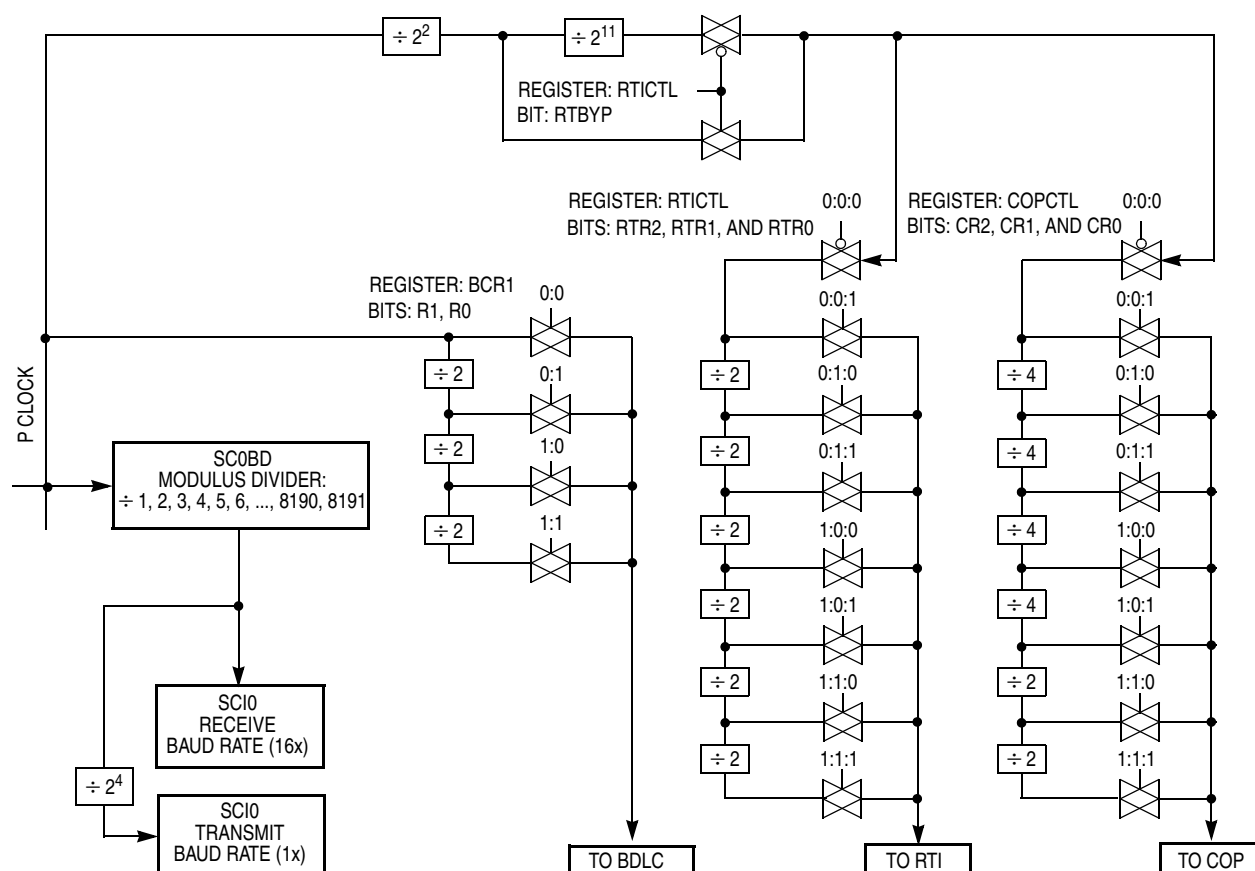 ÷ 2²
÷ 2¹¹
REGISTER: RTICTL
BIT: RTBYP
REGISTER: RTICTL
BITS: RTR2, RTR1, AND RTR0
0:0:0
REGISTER: COPCTL
BITS: CR2, CR1, AND CR0
0:0:0
REGISTER: BCR1
BITS: R1, R0
0:0
0:0:1
0:0:1
P CLOCK
÷ 2
0:1
÷ 2
0:1:0
÷ 4
0:1:0
SC0BD
MODULUS DIVIDER:
÷ 1, 2, 3, 4, 5, 6, ..., 8190, 8191
÷ 2
1:0
÷ 2
0:1:1
÷ 4
0:1:1
÷ 2
1:1
÷ 2
1:0:0
÷ 4
1:0:0
÷ 2
1:0:1
÷ 4
1:0:1
÷ 2
1:1:0
÷ 2
1:1:0
SCI0
RECEIVE
BAUD RATE (16x)
÷ 2
1:1:1
÷ 2
1:1:1
÷ 2⁴
SCI0
TRANSMIT
BAUD RATE (1x)
TO BDLC
TO RTI
TO COP